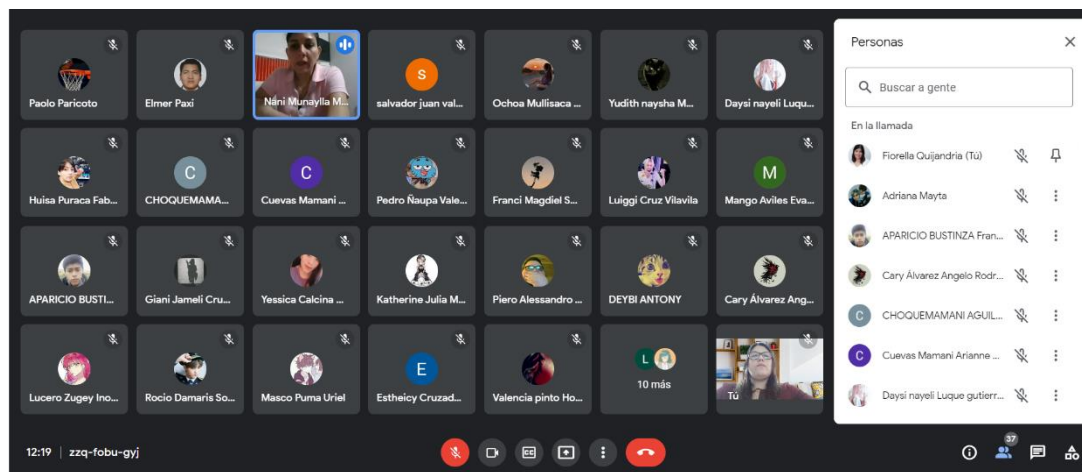 Paolo Paricoto
Elmer Paxi
Nani Munaylla M...
S
salvador juan val...
Ochoa Mullisaca ...
Yudith naysha M...
Daysi nayeli Luqu...
Huisa Puraca Fab...
C
CHOQUEMAMA...
C
Cuevas Mamani ...
Pedro Ñaupa Vale...
Franci Magdiel S...
Luiggi Cruz Vilavila
M
Mango Aviles Eva...
APARICIO BUSTI...
Giani Jameli Cru...
Yessica Calcina ...
Katherine Julia M...
Piero Alessandro ...
DEYBI ANTONY
Cary Álvarez Ang...
Lucero Zugey Ino...
Rocio Damaris So...
Masco Puma Uriel
E
Estheicy Cruzad...
Valencia pinto Ho...
L
10 más
Tú
Personas
Buscar a gente
En la llamada
Fiorella Quijandria (Tú)
Adriana Mayta
APARICIO BUSTINZA Fran...
Cary Álvarez Angelo Rodr...
C
CHOQUEMAMANI AGUIL...
C
Cuevas Mamani Arianne ...
Daysi nayeli Luque gutierr...
12:19 | zzq-fobu-gyj
CC
37